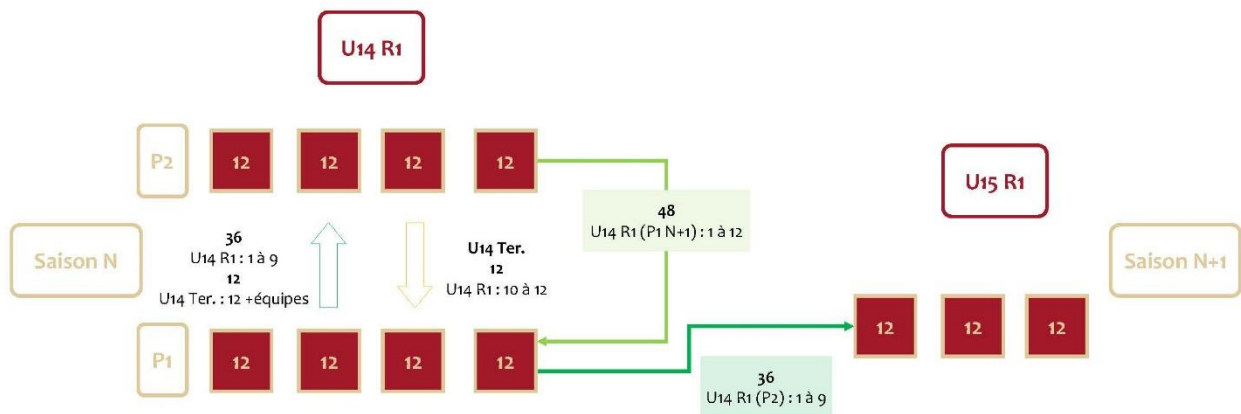 U14 R1
P2
12
12
12
12
U15 R1
48
U14 R1 (P1 N+1) : 1 à 12
36
U14 R1 : 1 à 9
12
U14 Ter. : 12 +équipes
U14 Ter.
12
U14 R1 : 10 à 12
Saison N
Saison N+1
P1
12
12
12
12
12
12
12
36
U14 R1 (P2) : 1 à 9